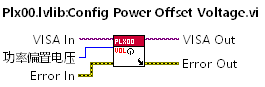 Plx00.lvlib:Config Power Offset Voltage.vi
VISA In
PLX00
VISA Out
功率偏置电压
VOL
Error In
Error Out